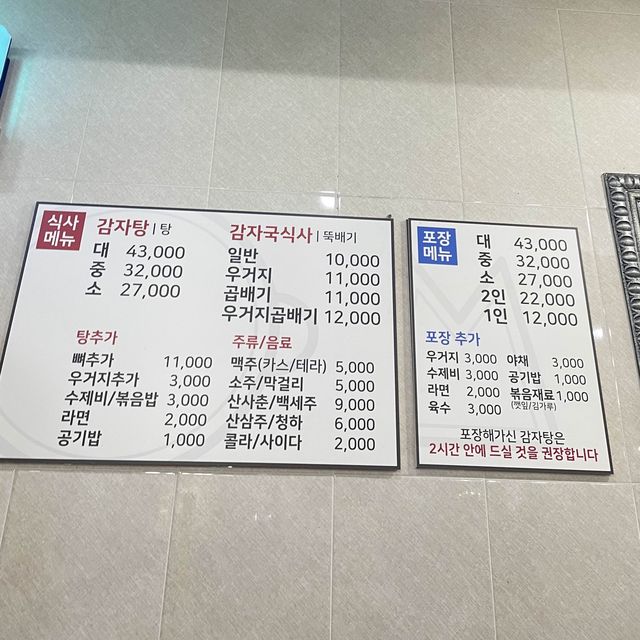 식사
메뉴
감자탕 | 탕
대 43,000
중 32,000
소 27,000
감자국식사 | 뚝배기
일반 10,000
우거지 11,000
곱배기 11,000
우거지곱배기 12,000
탕추가
뼈추가 11,000
우거지추가 3,000
수제비/볶음밥 3,000
라면 2,000
공기밥 1,000
주류/음료
맥주(카스/테라) 5,000
소주/막걸리 5,000
산사춘/백세주 9,000
산삼주/청하 6,000
콜라/사이다 2,000
포장
메뉴
대 43,000
중 32,000
소 27,000
2인 22,000
1인 12,000
포장 추가
우거지 3,000
수제비 3,000
라면 2,000
육수 3,000
야채 3,000
공기밥 1,000
볶음재료 1,000
(깻잎/김가루)
포장해가신 감자탕은
2시간 안에 드실 것을 권장합니다